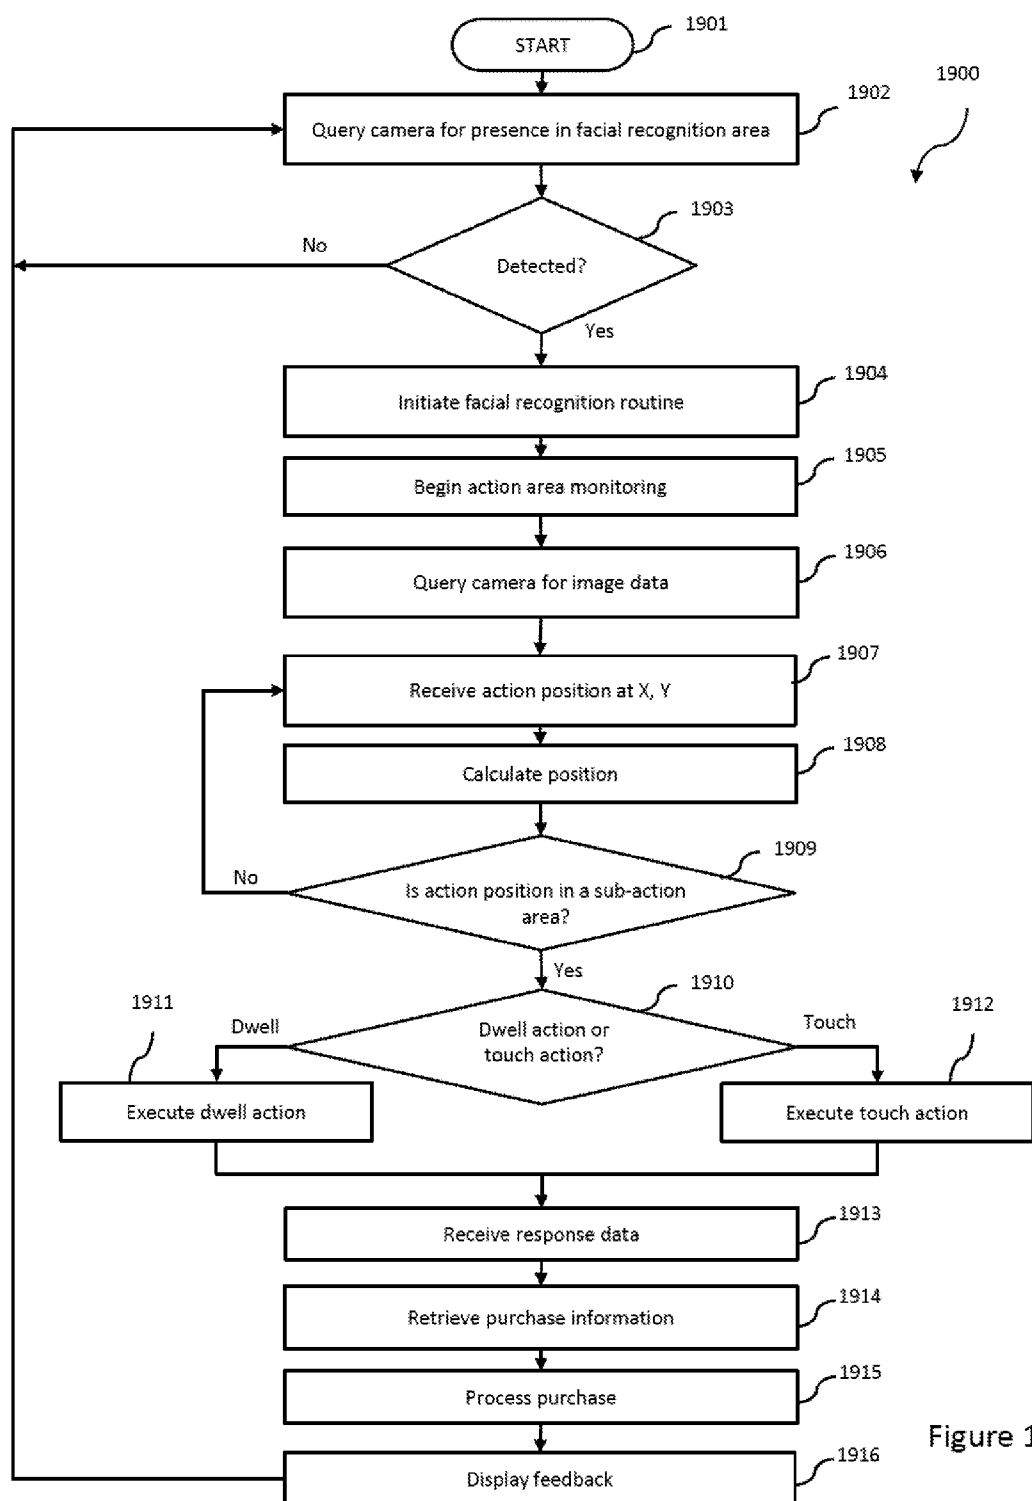 START
1901
1900
1902
Query camera for presence in facial recognition area
1903
No
Detected?
Yes
1904
Initiate facial recognition routine
1905
Begin action area monitoring
1906
Query camera for image data
1907
Receive action position at X, Y
1908
Calculate position
1909
No
Is action position in a sub-action
area?
Yes
1910
1911
1912
Dwell
Dwell action or
touch action?
Touch
Execute dwell action
Execute touch action
1913
Receive response data
1914
Retrieve purchase information
1915
Process purchase
Figure 1
1916
Display feedback